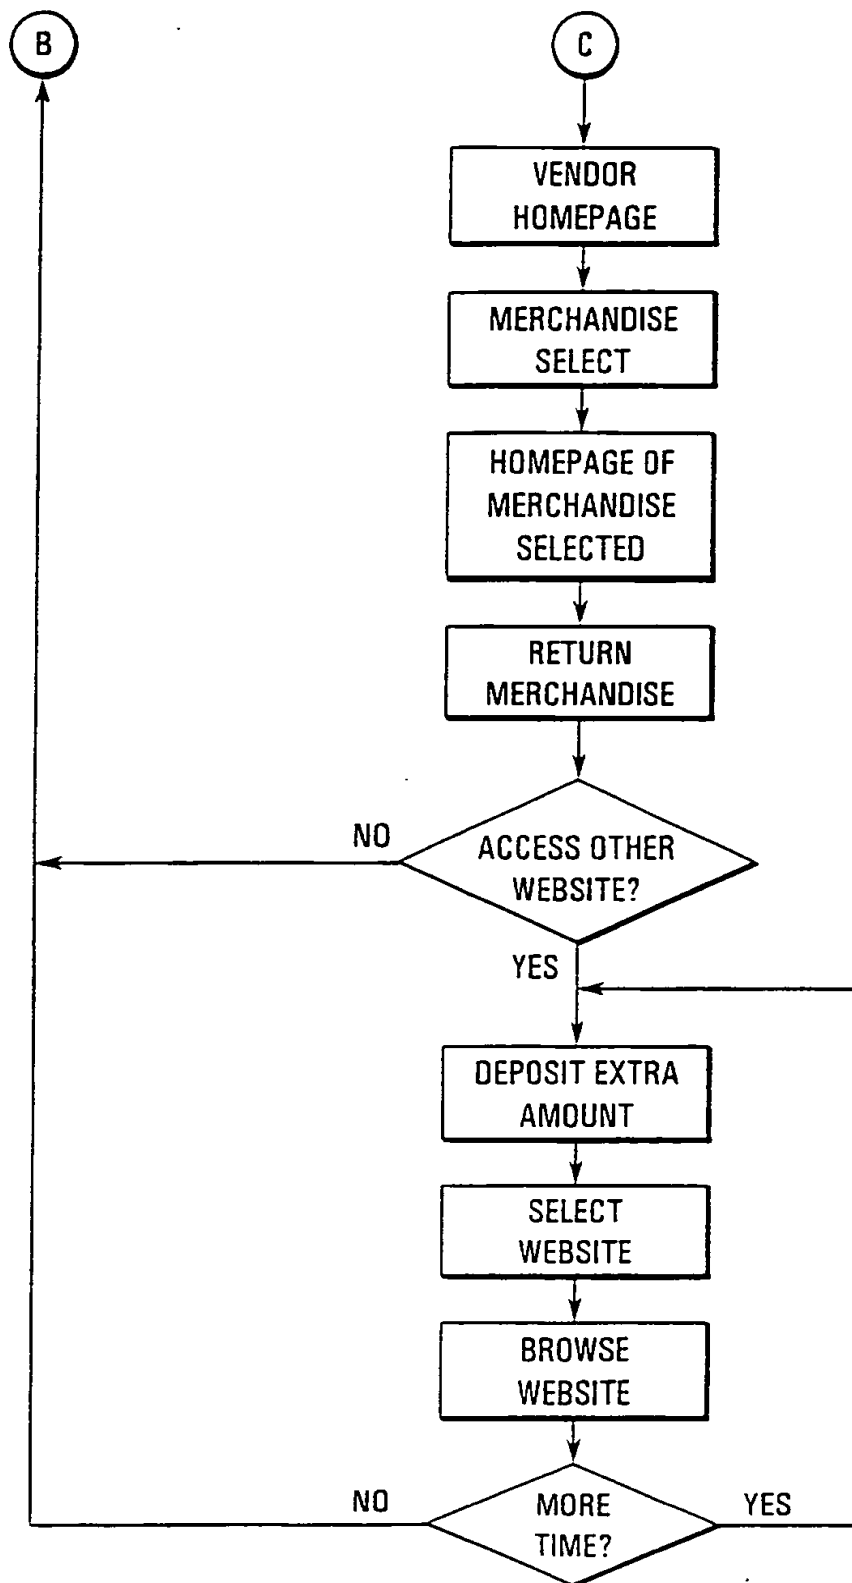 B
C
VENDOR
HOMEPAGE
MERCHANDISE
SELECT
HOMEPAGE OF
MERCHANDISE
SELECTED
RETURN
MERCHANDISE
NO
ACCESS OTHER
WEBSITE?
YES
DEPOSIT EXTRA
AMOUNT
SELECT
WEBSITE
BROWSE
WEBSITE
NO
MORE
TIME?
YES